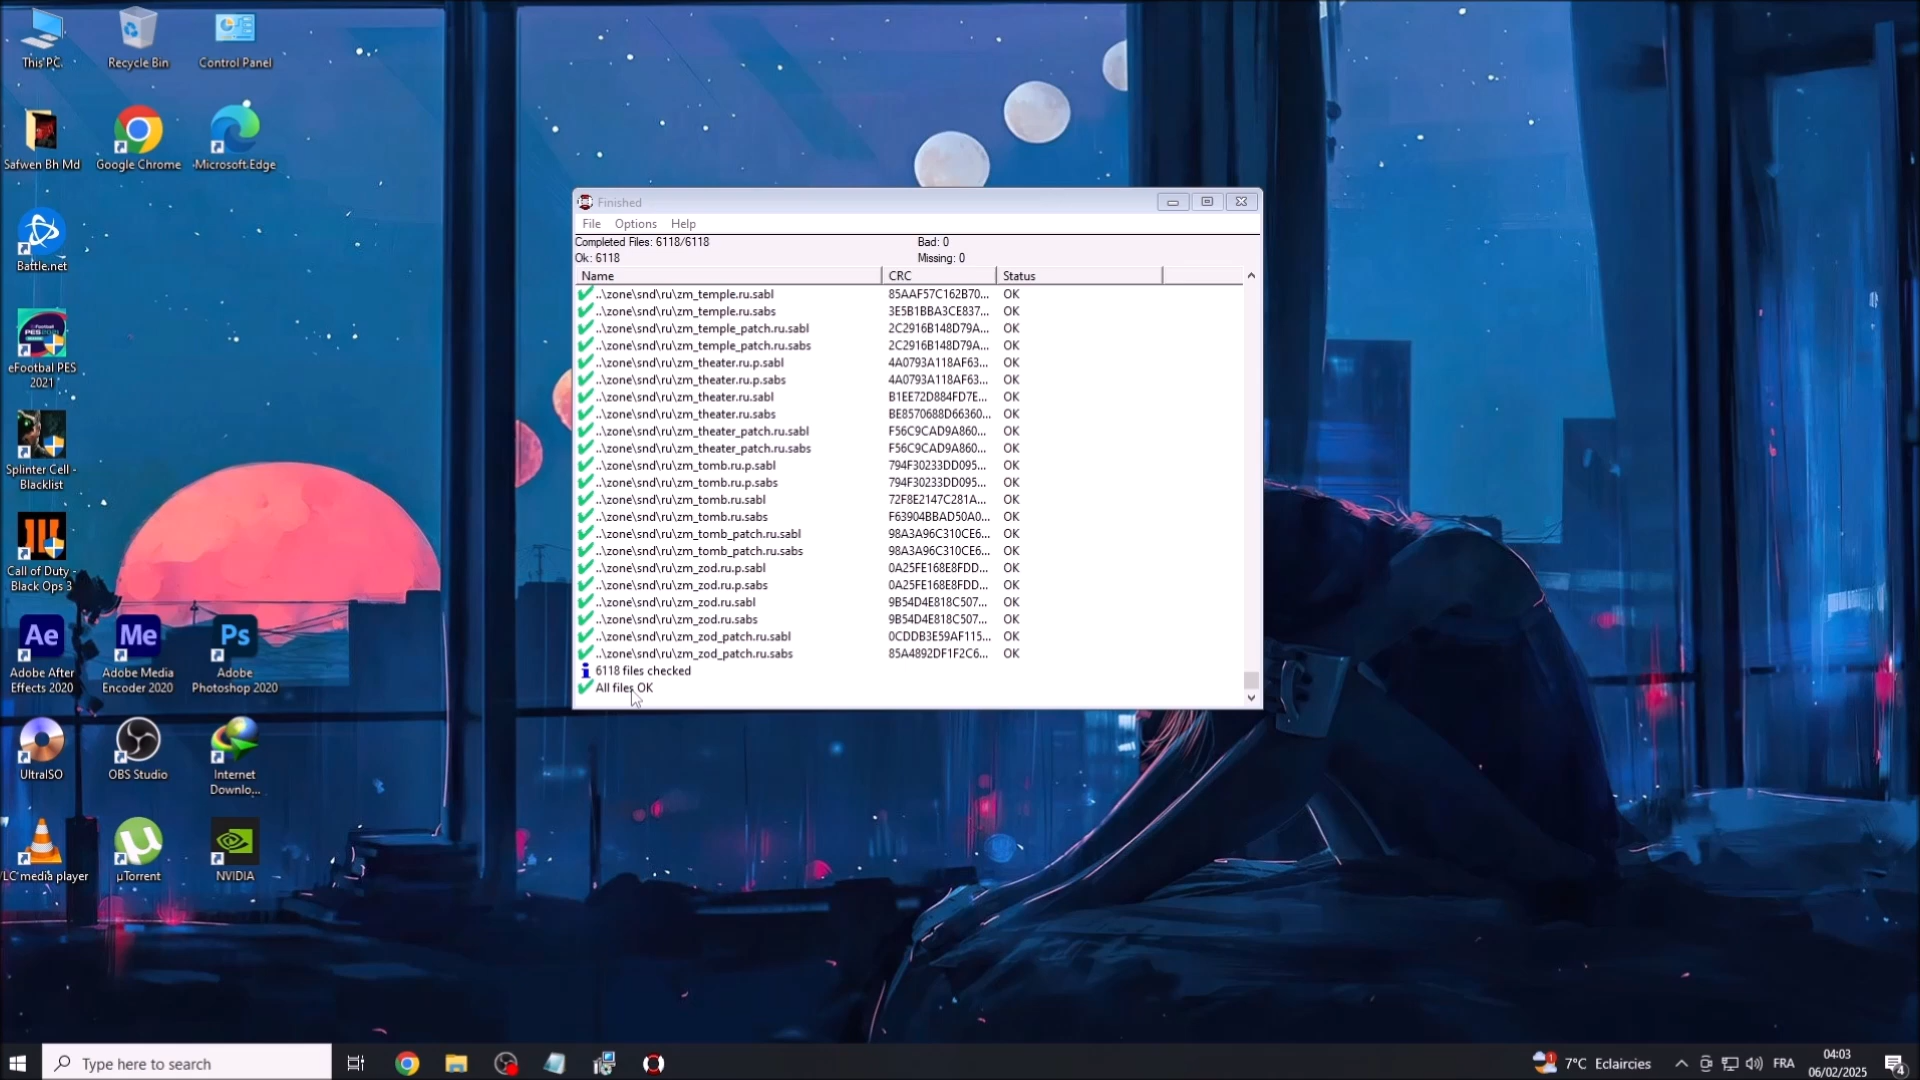 This PC
Recycle Bin
Control Panel
Safwen Bh Md
Google Chrome
Microsoft Edge
Battle.net
eFootbal PES
2021
Splinter Cell -
Blacklist
Call of Duty -
Black Ops 3
Ae
Me
Ps
Adobe After
Effects 2020
Adobe Media
Encoder 2020
Adobe
Photoshop 2020
UltraISO
OBS Studio
Internet
Downlo...
VLC media player
µTorrent
NVIDIA
Finished
File Options Help
Completed Files: 6118/6118 Bad: 0
Ok: 6118 Missing: 0
Name CRC Status
..\zone\snd\ru\zm_temple.ru.sabl 85AAF57C162B70... OK
..\zone\snd\ru\zm_temple.ru.sabs 3E5B1BBA3CE837... OK
..\zone\snd\ru\zm_temple_patch.ru.sabl 2C2916B148D79A... OK
..\zone\snd\ru\zm_temple_patch.ru.sabs 2C2916B148D79A... OK
..\zone\snd\ru\zm_theater.ru.p.sabl 4A0793A118AF63... OK
..\zone\snd\ru\zm_theater.ru.p.sabs 4A0793A118AF63... OK
..\zone\snd\ru\zm_theater.ru.sabl B1EE72D884FD7E... OK
..\zone\snd\ru\zm_theater.ru.sabs BE8570688D66360... OK
..\zone\snd\ru\zm_theater_patch.ru.sabl F56C9CAD9A860... OK
..\zone\snd\ru\zm_theater_patch.ru.sabs F56C9CAD9A860... OK
..\zone\snd\ru\zm_tomb.ru.p.sabl 794F30233DD095... OK
..\zone\snd\ru\zm_tomb.ru.p.sabs 794F30233DD095... OK
..\zone\snd\ru\zm_tomb.ru.sabl 72F8E2147C281A... OK
..\zone\snd\ru\zm_tomb.ru.sabs F63904BBAD50A0... OK
..\zone\snd\ru\zm_tomb_patch.ru.sabl 98A3A96C310CE6... OK
..\zone\snd\ru\zm_tomb_patch.ru.sabs 98A3A96C310CE6... OK
..\zone\snd\ru\zm_zod.ru.p.sabl 0A25FE168E8FDD... OK
..\zone\snd\ru\zm_zod.ru.p.sabs 0A25FE168E8FDD... OK
..\zone\snd\ru\zm_zod.ru.sabl 9B54D4E818C507... OK
..\zone\snd\ru\zm_zod.ru.sabs 9B54D4E818C507... OK
..\zone\snd\ru\zm_zod_patch.ru.sabl 0CDDB3E59AF115... OK
..\zone\snd\ru\zm_zod_patch.ru.sabs 85A4892DF1F2C6... OK
6118 files checked
All files OK
Type here to search
7°C Eclaircies
FRA
04:03
06/02/2025
4